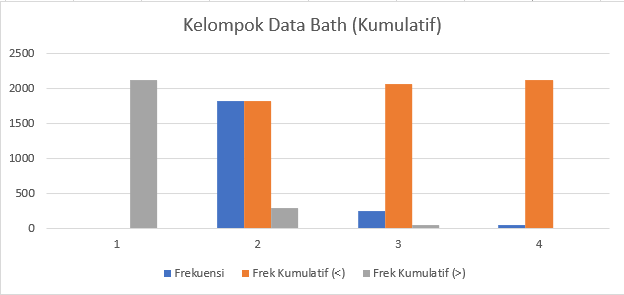 Kelompok Data Bath (Kumulatif)
2500
2000
1500
1000
500
0
1 2 3 4
Frekuensi Frek Kumulatif (<) Frek Kumulatif (>)